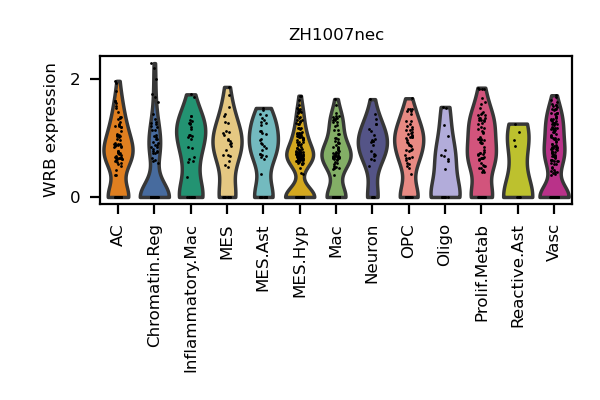 ZH1007nec
WRB expression
2
0
AC
Chromatin.Reg
Inflammatory.Mac
MES
MES.Ast
MES.Hyp
Mac
Neuron
OPC
Oligo
Prolif.Metab
Reactive.Ast
Vasc